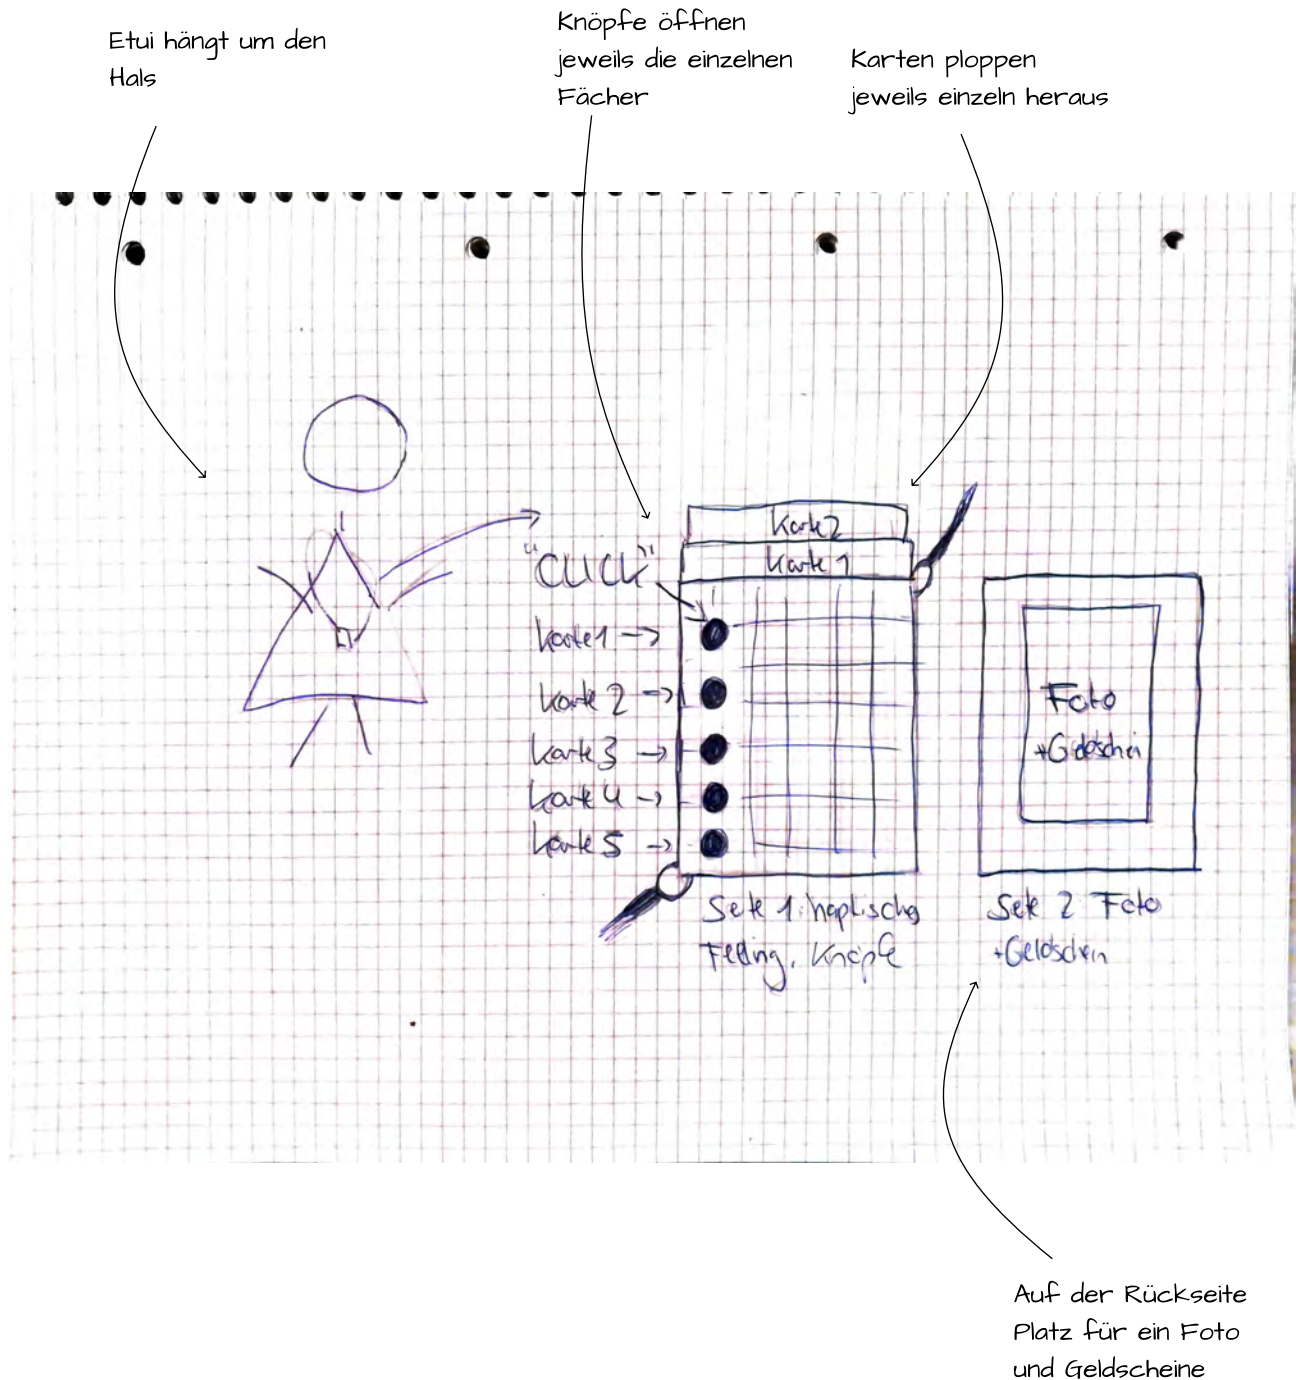 Etui hängt um den
Hals
Knöpfe öffnen
jeweils die einzelnen
Fächer
Karten ploppen
jeweils einzeln heraus
Karte 2
Karte 1
"CLICK"
Karte 1 →
Karte 2 →
Karte 3 →
Karte 4 →
Karte 5 →
Foto
+Geldschein
Seite 1: haptisches
Feeling, Knöpfe
Seite 2 Foto
+Geldschein
Auf der Rückseite
Platz für ein Foto
und Geldscheine